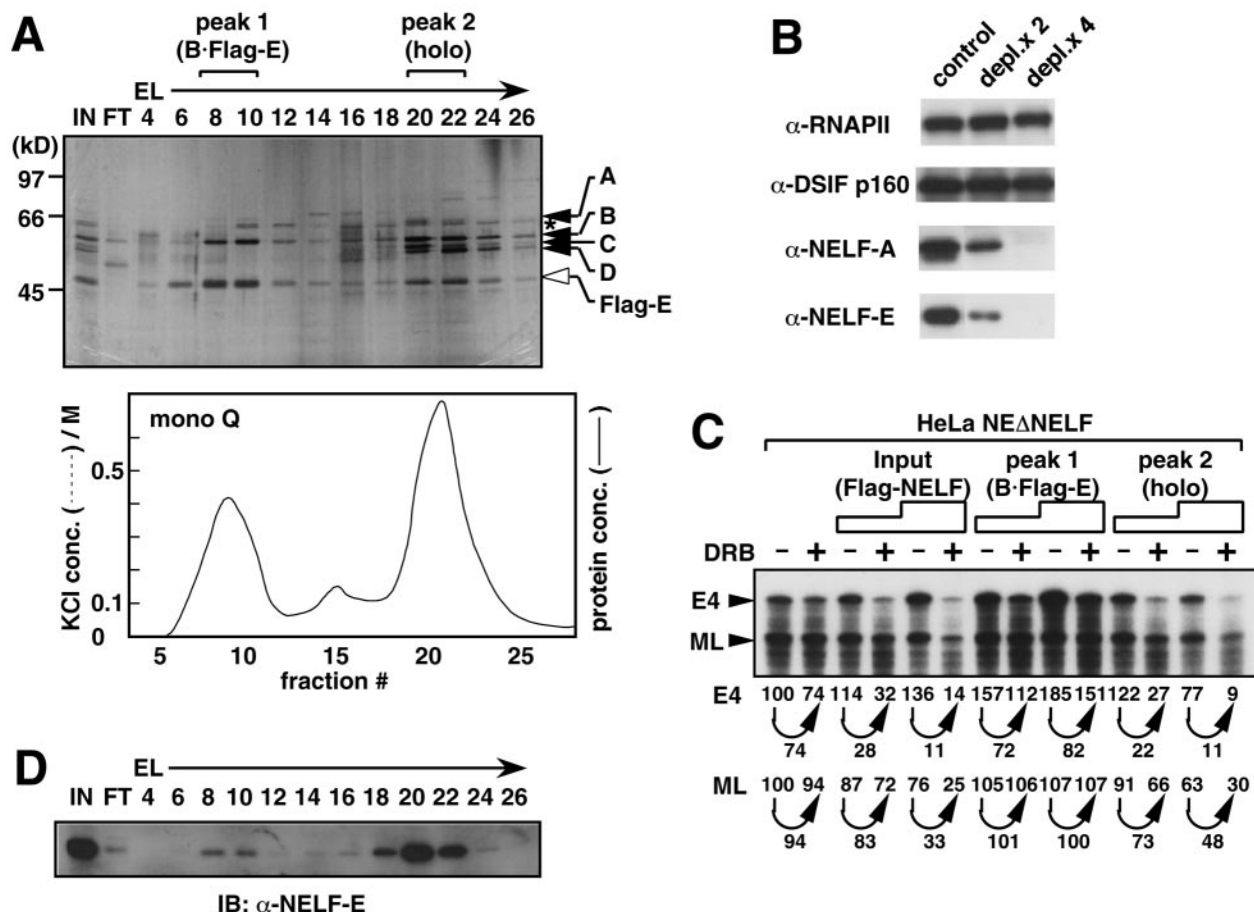 A
peak 1
(B·Flag-E)
peak 2
(holo)
EL
IN FT 4 6 8 10 12 14 16 18 20 22 24 26
(kD)
97
66
45
A
B
*
C
D
Flag-E
mono Q
KCl conc. (------) / M
0.5
0.1
0
protein conc. (——)
5 10 15 20 25
fraction #
B
control
depl.x 2
depl.x 4
α-RNAPII
α-DSIF p160
α-NELF-A
α-NELF-E
C
HeLa NEΔNELF
Input
(Flag-NELF)
peak 1
(B·Flag-E)
peak 2
(holo)
DRB - + - + - + - + - + - + - +
E4
ML
E4 100 74 114 32 136 14 157 112 185 151 122 27 77 9
74 28 11 72 82 22 11
ML 100 94 87 72 76 25 105 106 107 107 91 66 63 30
94 83 33 101 100 73 48
D
EL
IN FT 4 6 8 10 12 14 16 18 20 22 24 26
IB: α-NELF-E